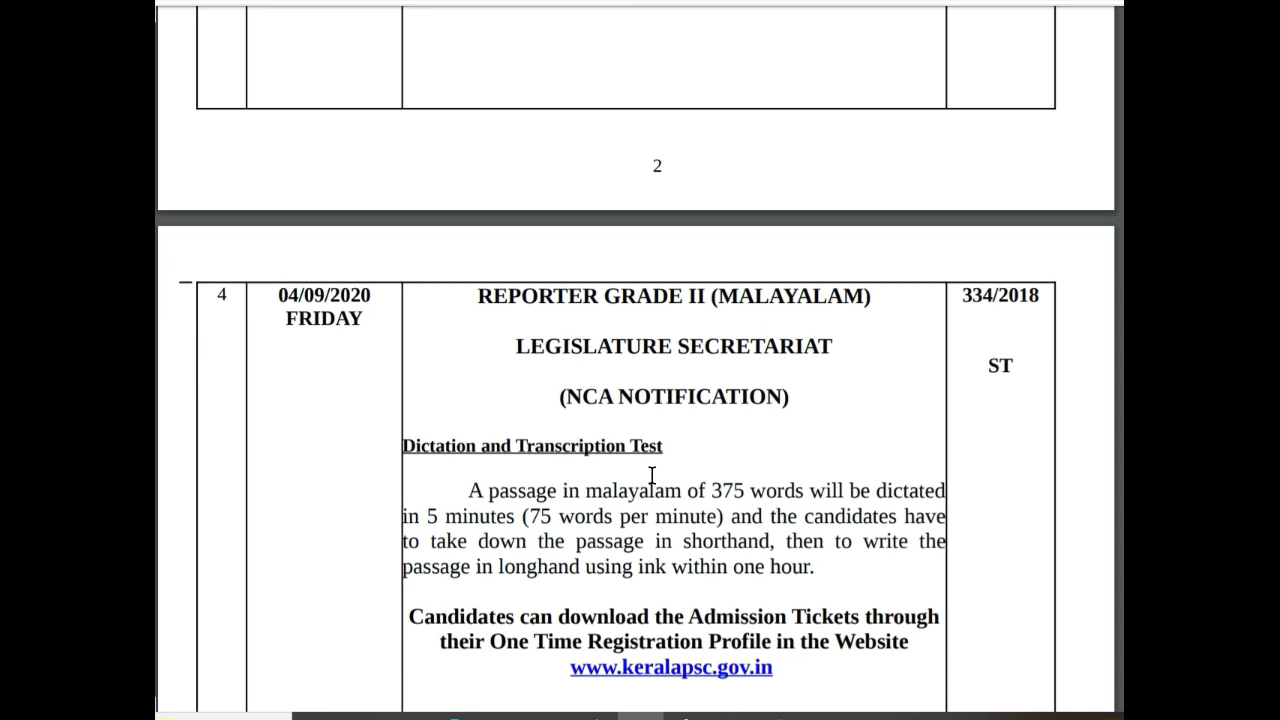 2
4
04/09/2020
FRIDAY
REPORTER GRADE II (MALAYALAM)
LEGISLATURE SECRETARIAT
(NCA NOTIFICATION)
Dictation and Transcription Test
A passage in malayalam of 375 words will be dictated
in 5 minutes (75 words per minute) and the candidates have
to take down the passage in shorthand, then to write the
passage in longhand using ink within one hour.
Candidates can download the Admission Tickets through
their One Time Registration Profile in the Website
www.keralapsc.gov.in
334/2018
ST